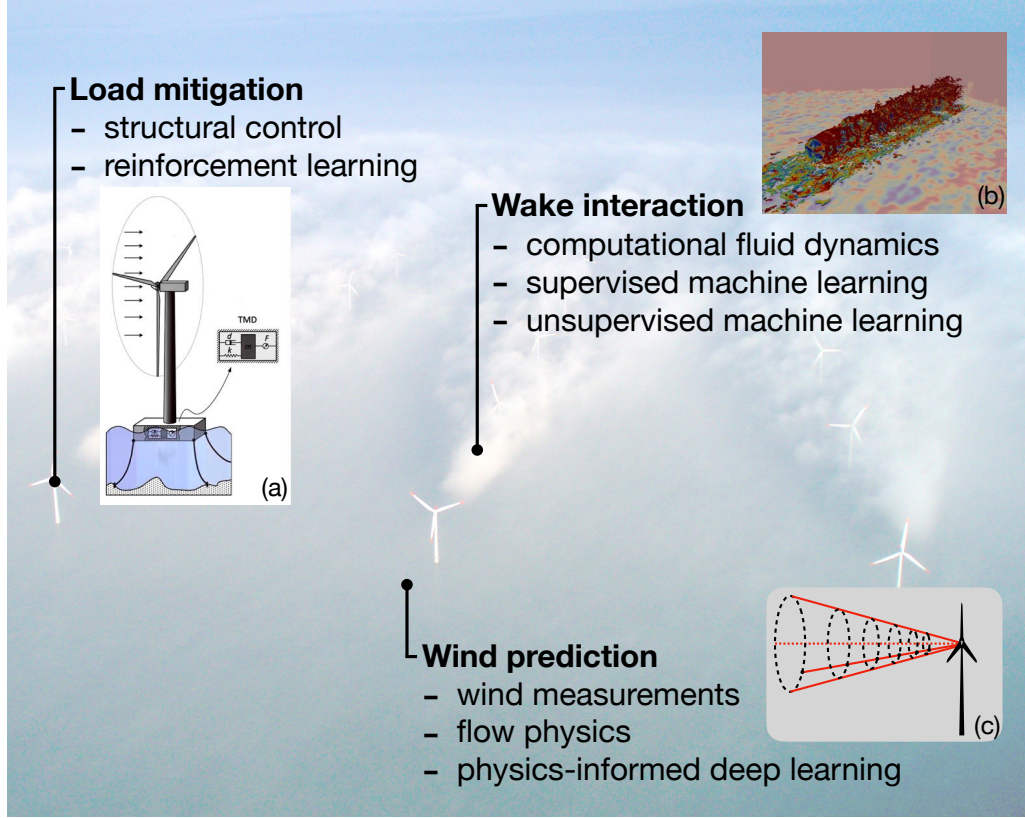 Load mitigation
– structural control
– reinforcement learning
TMD
d
k
m
F
(a)
(b)
Wake interaction
– computational fluid dynamics
– supervised machine learning
– unsupervised machine learning
Wind prediction
– wind measurements
– flow physics
– physics-informed deep learning
(c)